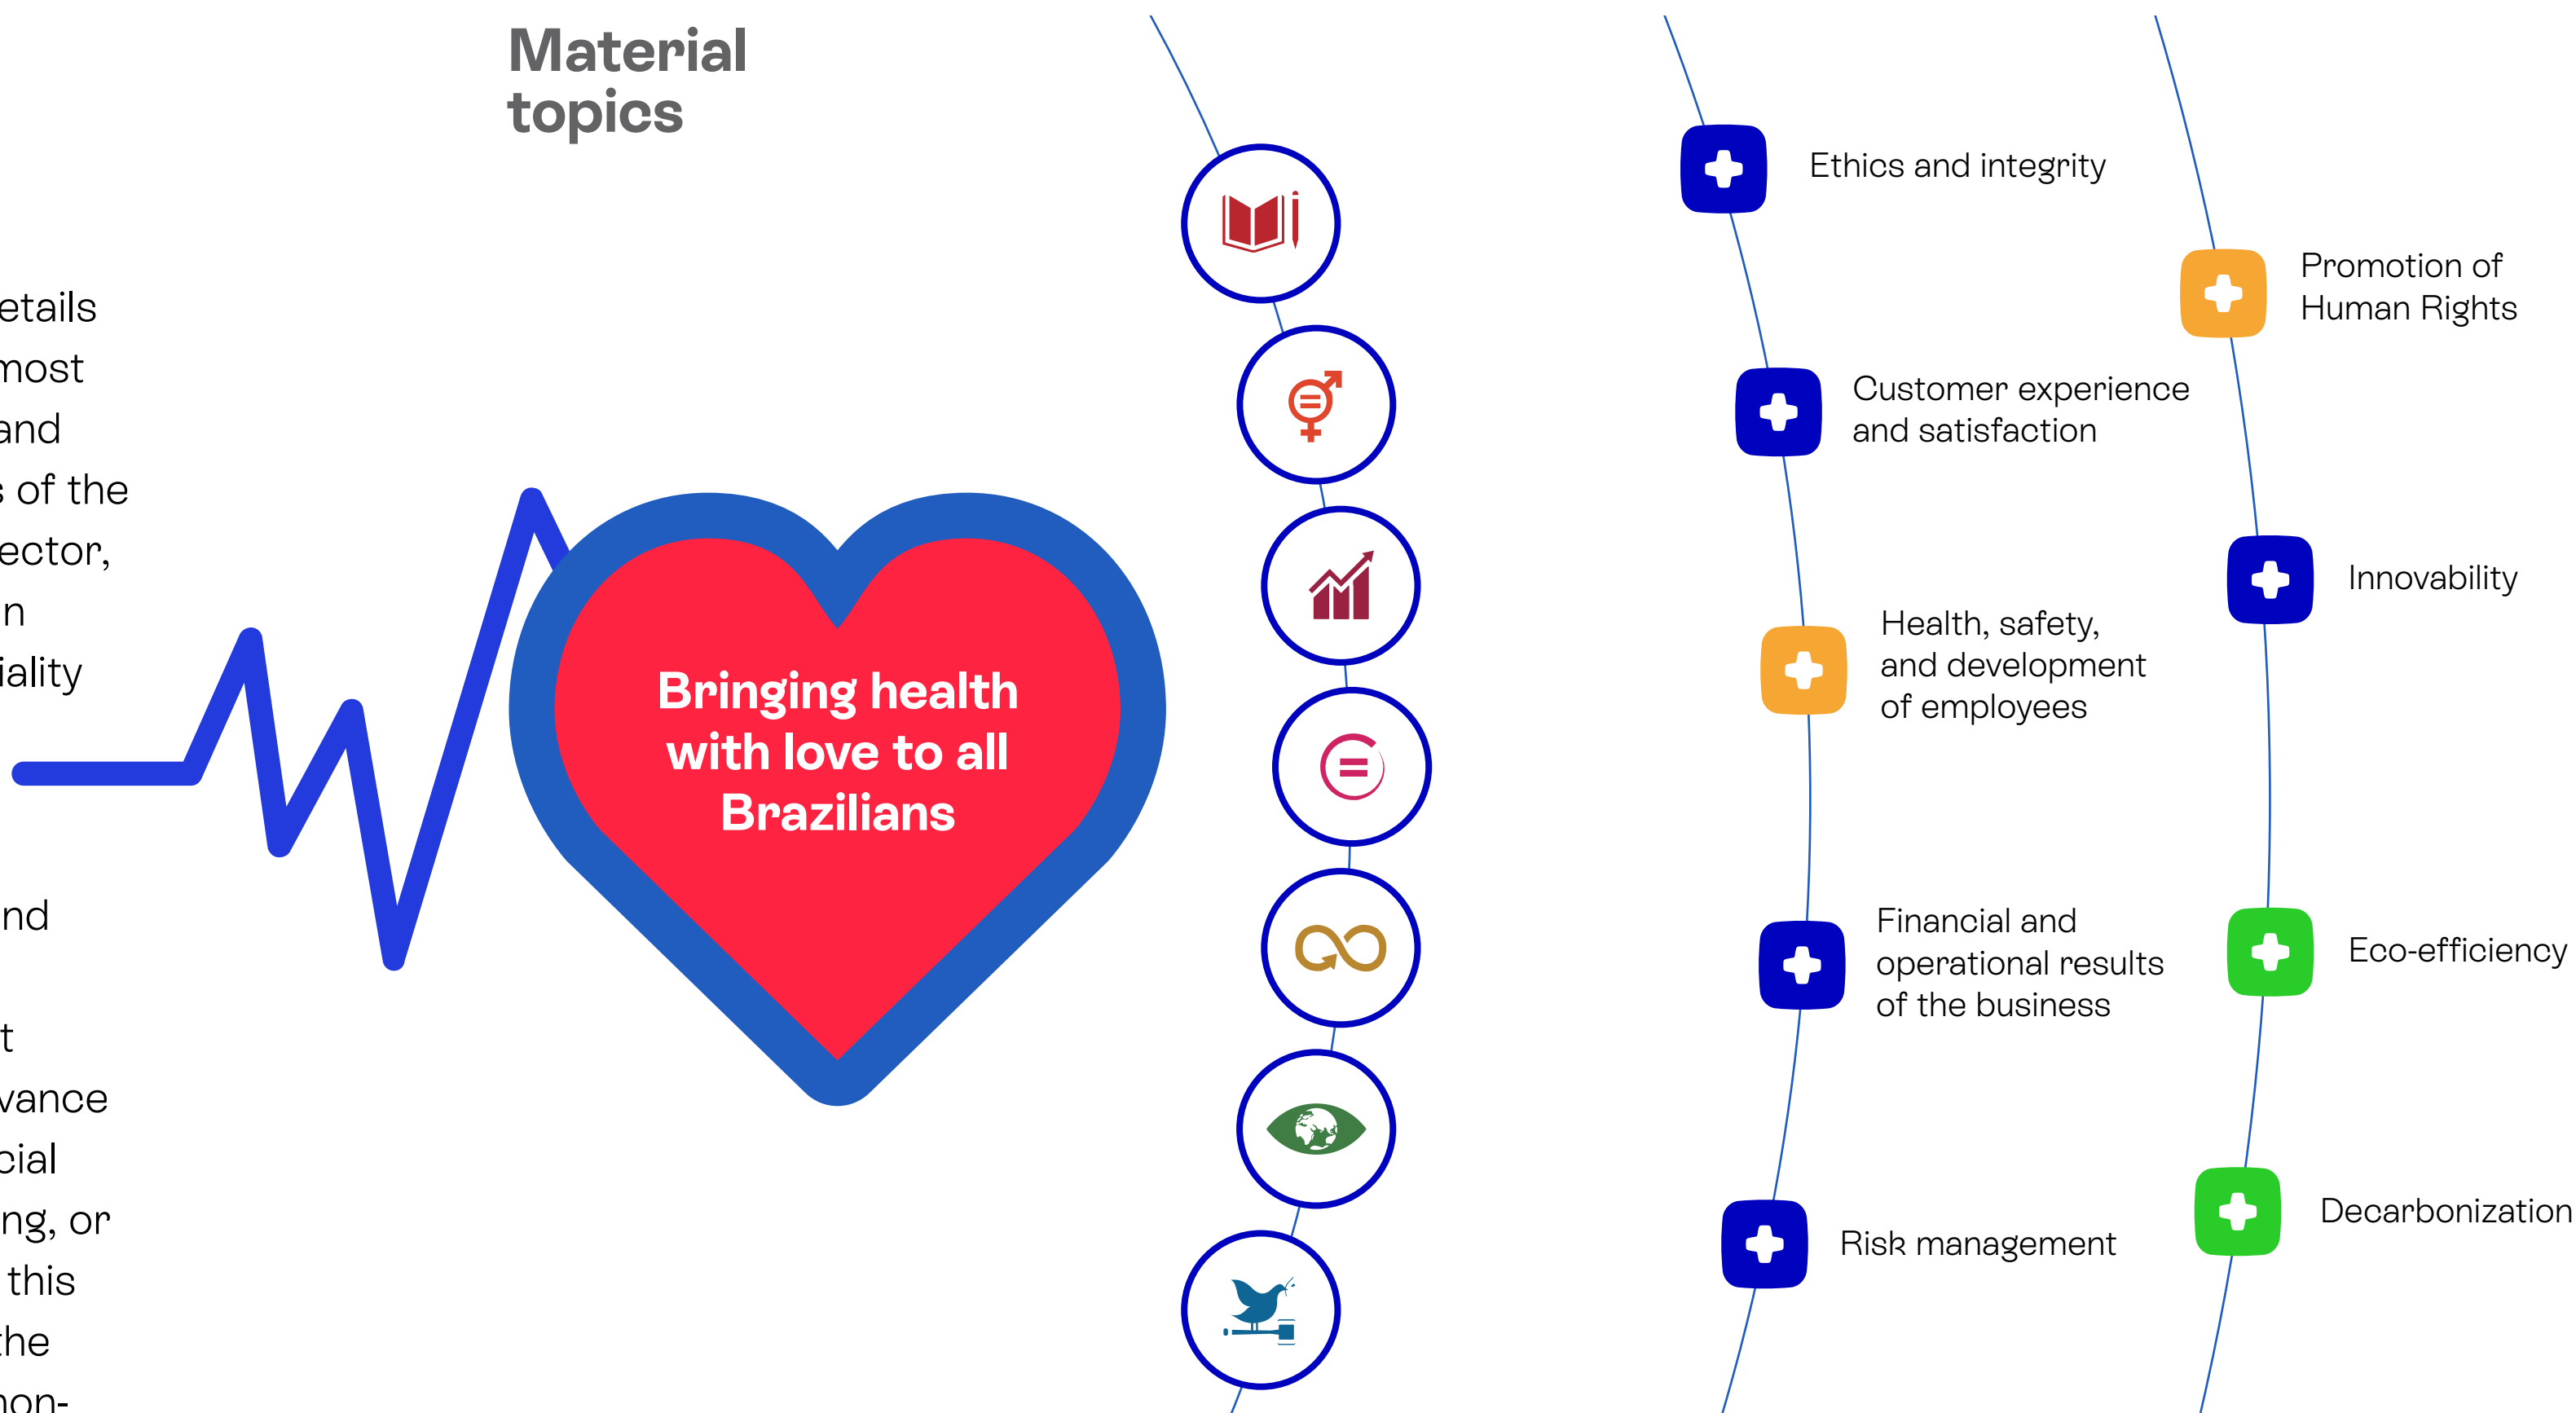 Material
topics
etails
most
and
s of the
ector,
n
iality
nd
t
vance
cial
ng, or
this
the
non-
Bringing health
with love to all
Brazilians
Ethics and integrity
Customer experience
and satisfaction
Health, safety,
and development
of employees
Financial and
operational results
of the business
Risk management
Promotion of
Human Rights
Innovability
Eco-efficiency
Decarbonization